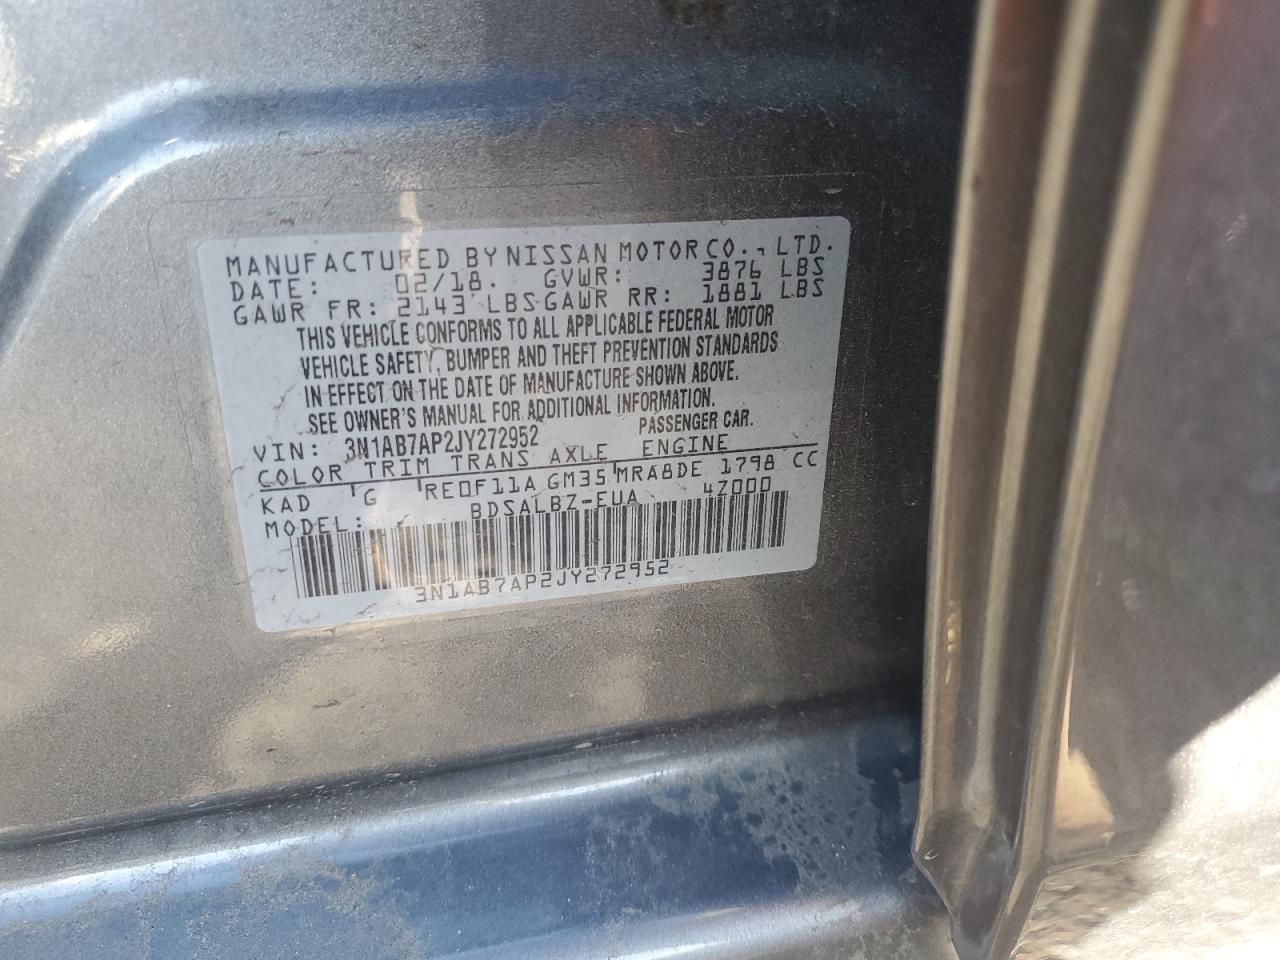 MANUFACTURED BY NISSAN MOTOR CO., LTD.
DATE: 02/18. GVWR: 3876 LBS
GAWR FR: 2143 LBS GAWR RR: 1881 LBS
THIS VEHICLE CONFORMS TO ALL APPLICABLE FEDERAL MOTOR
VEHICLE SAFETY, BUMPER AND THEFT PREVENTION STANDARDS
IN EFFECT ON THE DATE OF MANUFACTURE SHOWN ABOVE.
SEE OWNER'S MANUAL FOR ADDITIONAL INFORMATION.
VIN: 3N1AB7AP2JY272952 PASSENGER CAR.
COLOR TRIM TRANS AXLE ENGINE
KAD G RE0F11A GM35 MRA8DE 1798 CC
MODEL: BDSALBZ-EUA 4Z000
3N1AB7AP2JY272952